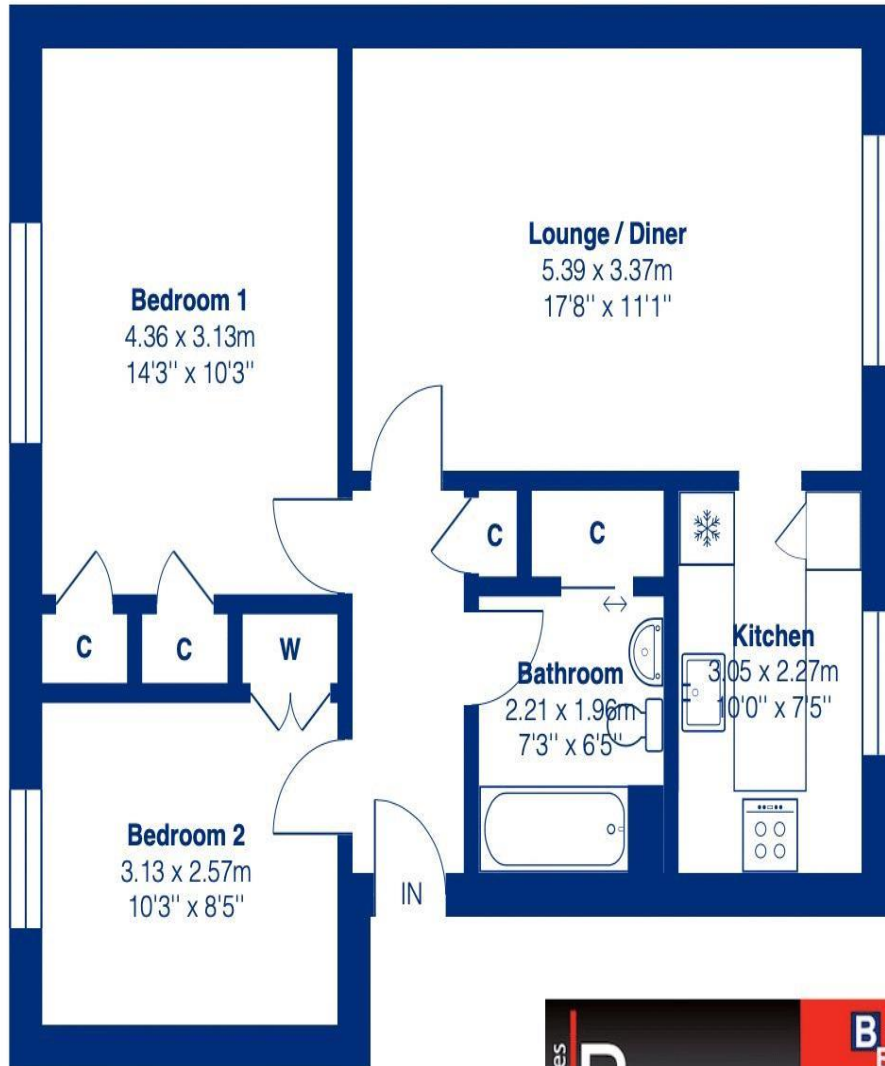 Bedroom 1
4.36 x 3.13m
14'3" x 10'3"
Lounge / Diner
5.39 x 3.37m
17'8" x 11'1"
C
C
C
C
W
Bathroom
2.21 x 1.96m
7'3" x 6'5"
Kitchen
3.05 x 2.27m
10'0" x 7'5"
Bedroom 2
3.13 x 2.57m
10'3" x 8'5"
IN
B